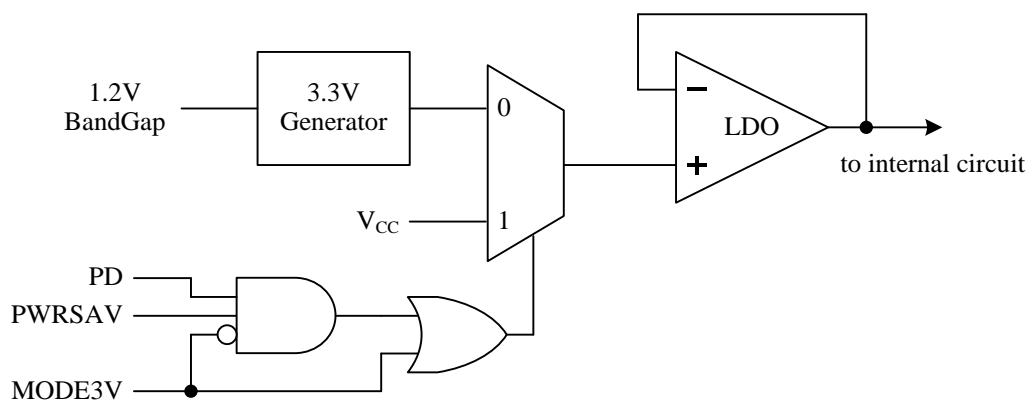 1.2V
BandGap
3.3V
Generator
0
1
V_CC
LDO
to internal circuit
PD
PWRSAV
MODE3V